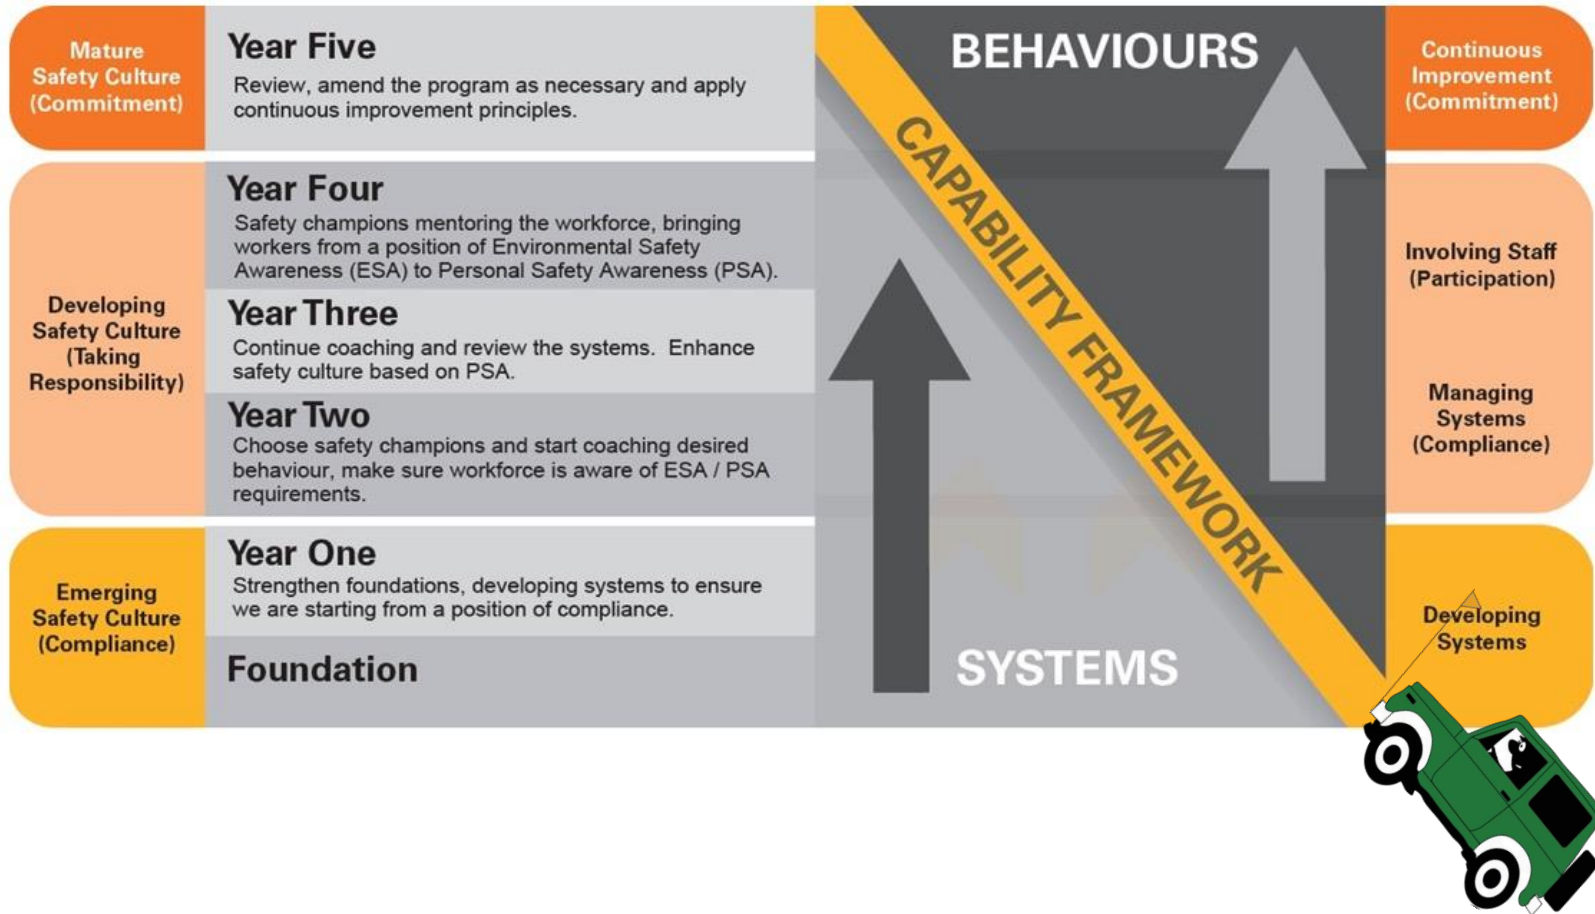 Mature
Safety Culture
(Commitment)
Year Five
Review, amend the program as necessary and apply
continuous improvement principles.
Developing
Safety Culture
(Taking
Responsibility)
Year Four
Safety champions mentoring the workforce, bringing
workers from a position of Environmental Safety
Awareness (ESA) to Personal Safety Awareness (PSA).
Year Three
Continue coaching and review the systems. Enhance
safety culture based on PSA.
Year Two
Choose safety champions and start coaching desired
behaviour, make sure workforce is aware of ESA / PSA
requirements.
Emerging
Safety Culture
(Compliance)
Year One
Strengthen foundations, developing systems to ensure
we are starting from a position of compliance.
Foundation
BEHAVIOURS
CAPABILITY FRAMEWORK
SYSTEMS
Continuous
Improvement
(Commitment)
Involving Staff
(Participation)
Managing
Systems
(Compliance)
Developing
Systems